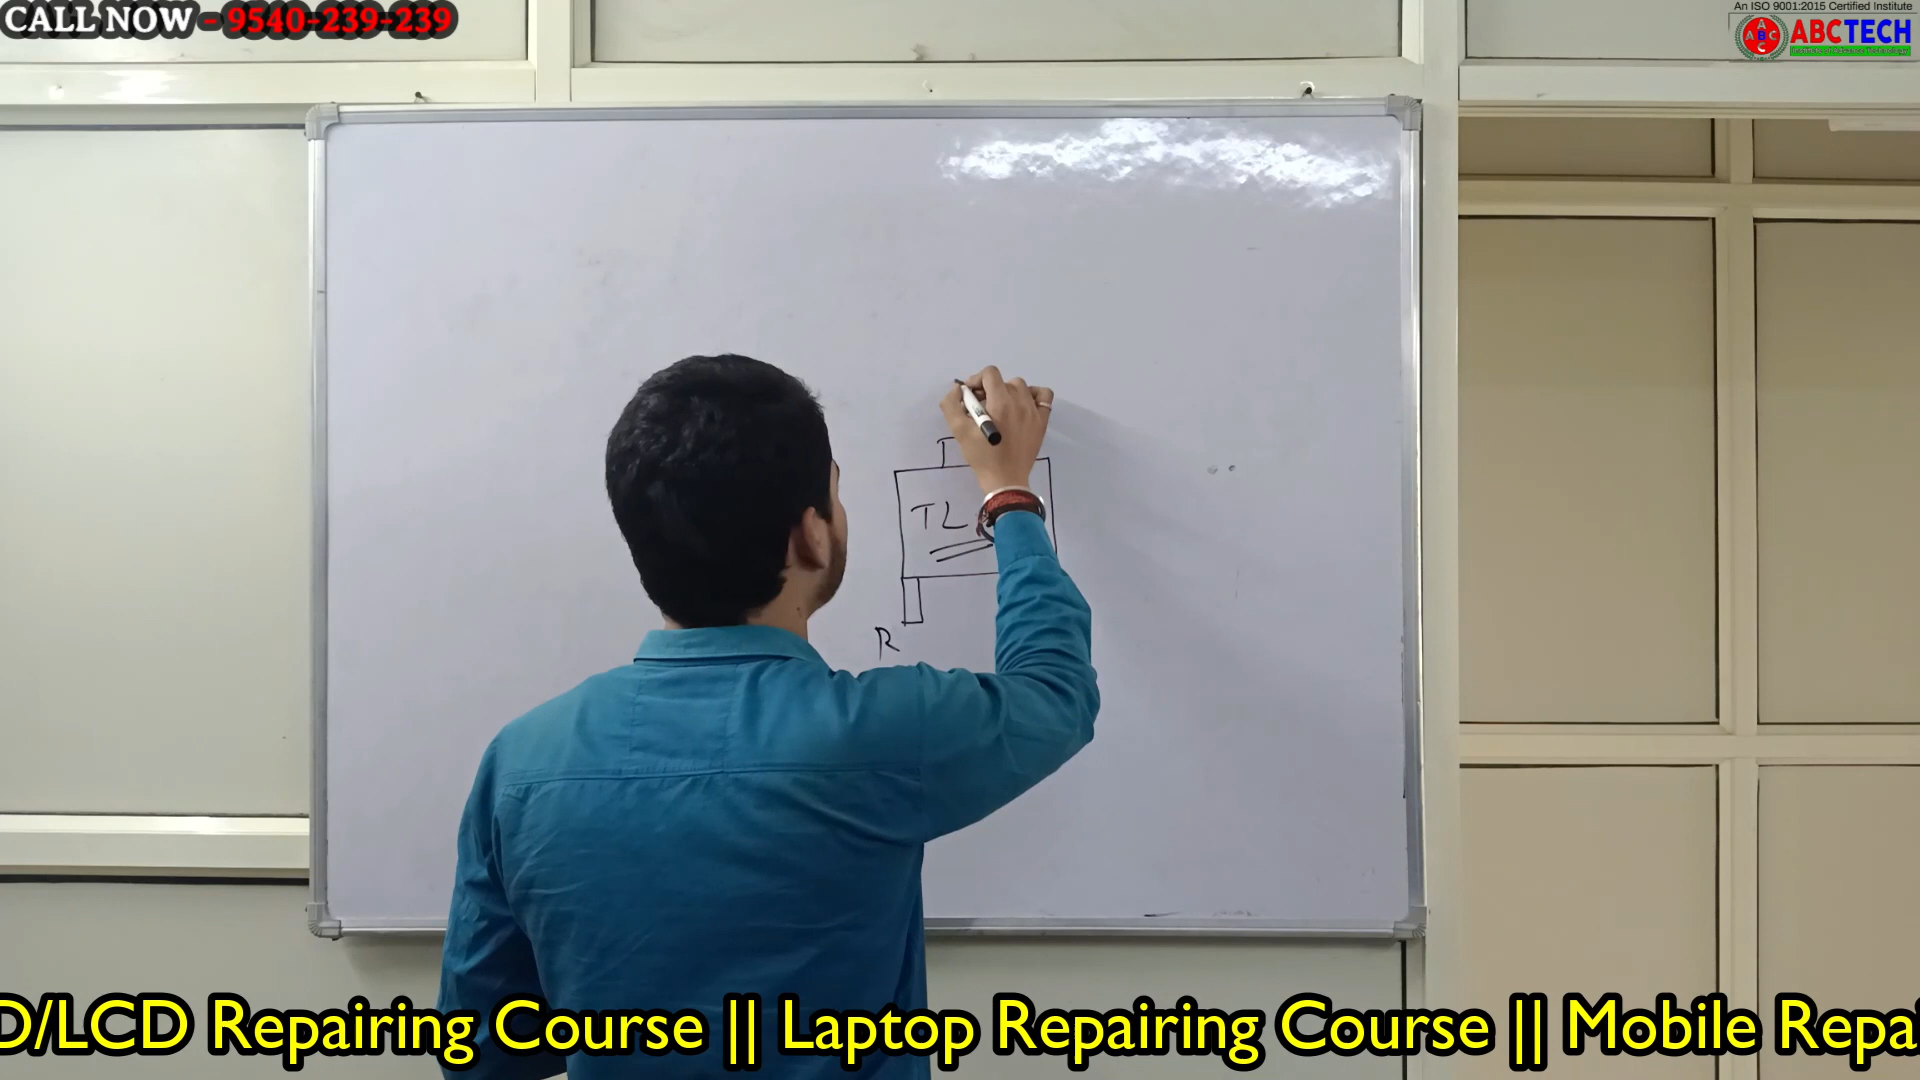 CALL NOW - 9540-239-239
An ISO 9001:2015 Certified Institute
ABC
ABCTECH
TL
R
D/LCD Repairing Course || Laptop Repairing Course || Mobile Repai